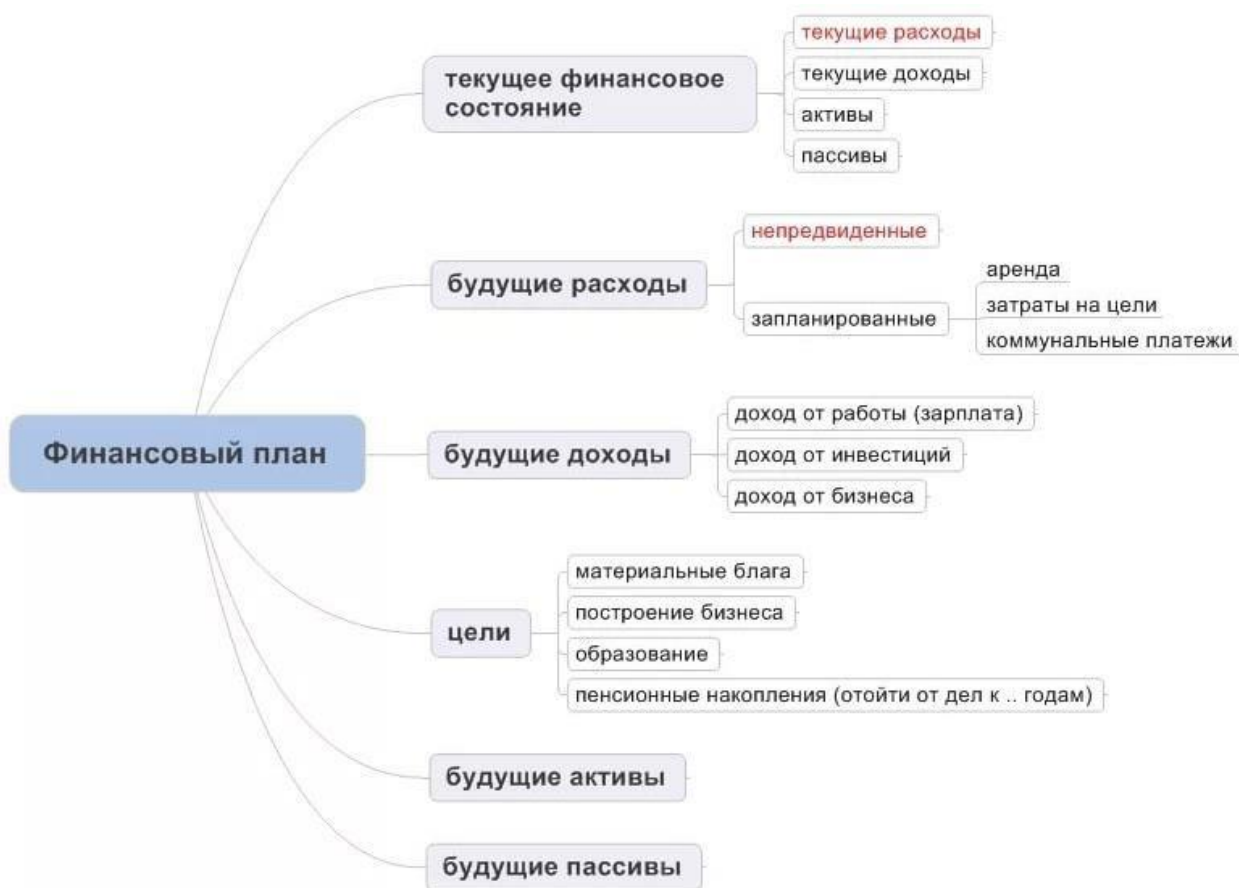 Финансовый план
текущее финансовое
состояние
текущие расходы
текущие доходы
активы
пассивы
будущие расходы
непредвиденные
запланированные
аренда
затраты на цели
коммунальные платежи
будущие доходы
доход от работы (зарплата)
доход от инвестиций
доход от бизнеса
цели
материальные блага
построение бизнеса
образование
пенсионные накопления (отойти от дел к .. годам)
будущие активы
будущие пассивы